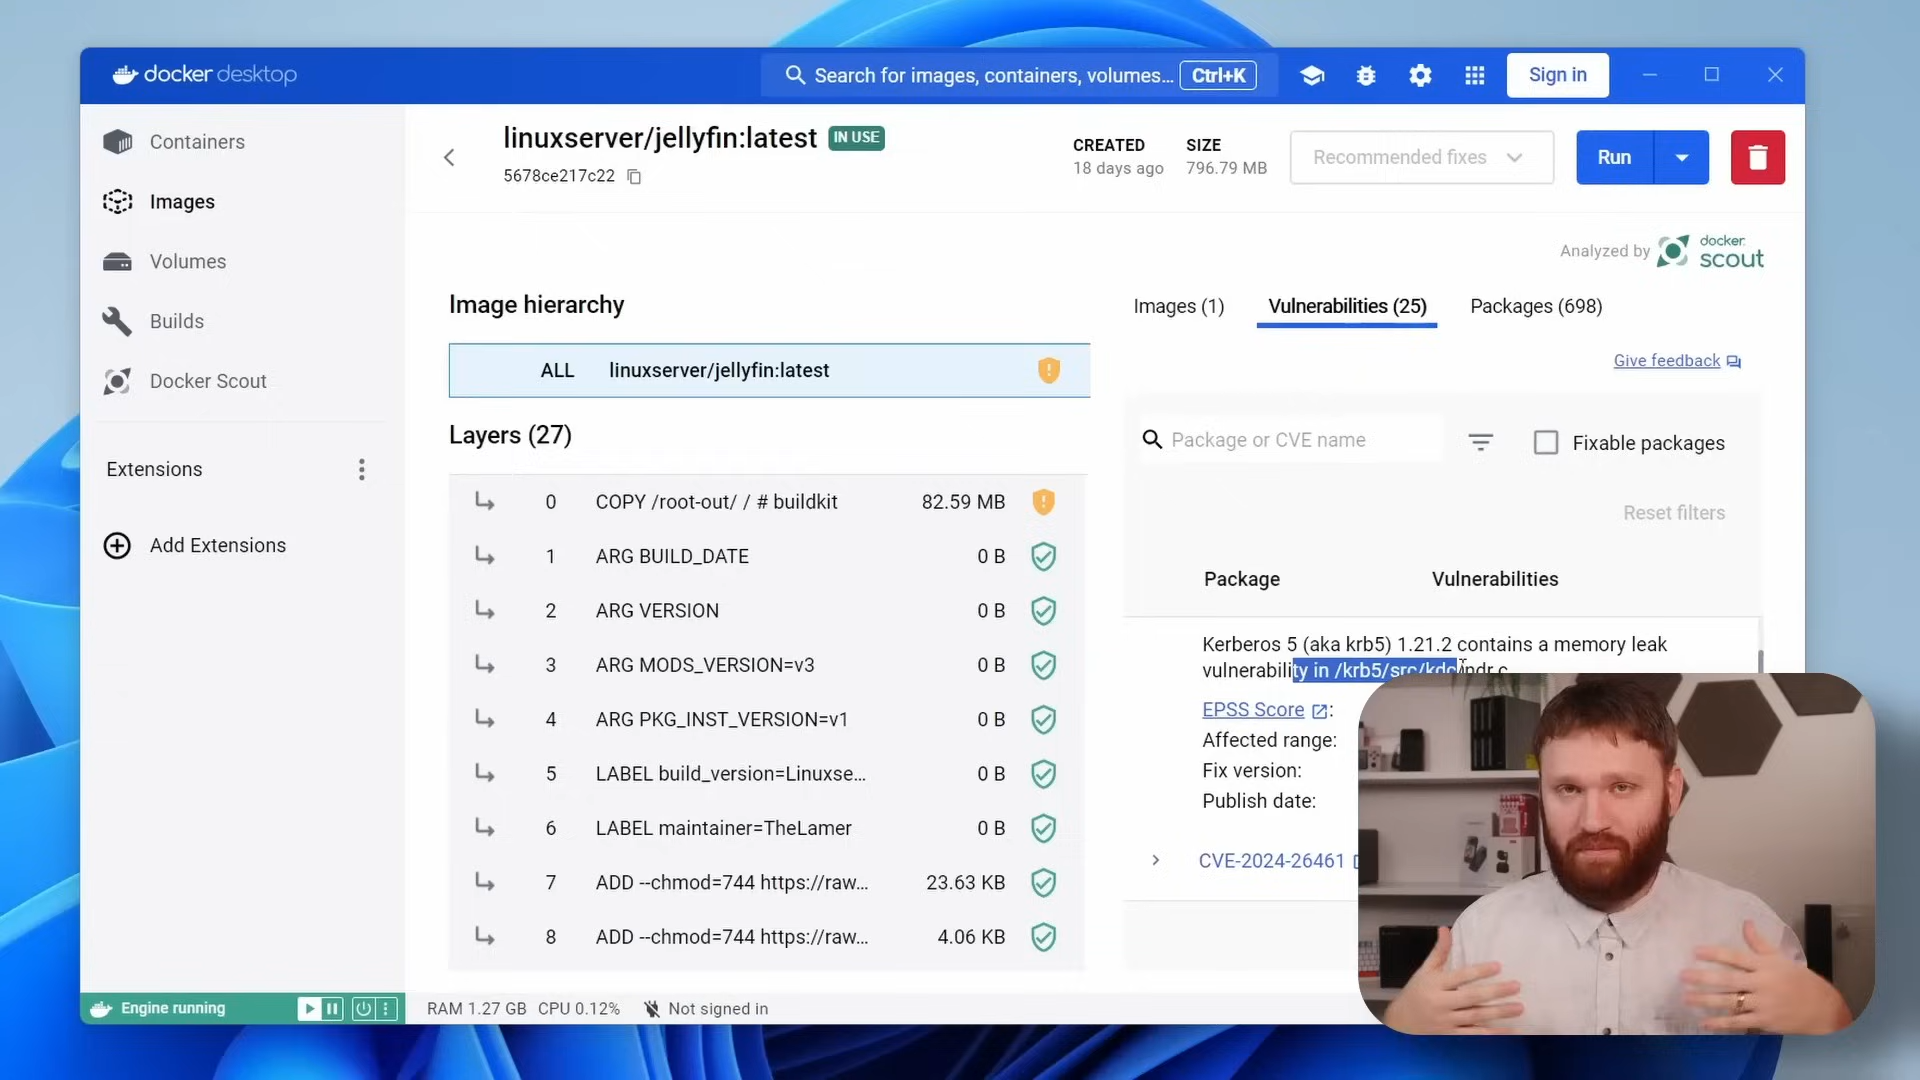 docker desktop
Search for images, containers, volumes... Ctrl+K
Sign in
Containers
Images
Volumes
Builds
Docker Scout
Extensions
Add Extensions
linuxserver/jellyfin:latest IN USE
5678ce217c22
CREATED
18 days ago
SIZE
796.79 MB
Recommended fixes
Run
Analyzed by docker scout
Image hierarchy
ALL linuxserver/jellyfin:latest
Layers (27)
0 COPY /root-out/ / # buildkit 82.59 MB
1 ARG BUILD_DATE 0 B
2 ARG VERSION 0 B
3 ARG MODS_VERSION=v3 0 B
4 ARG PKG_INST_VERSION=v1 0 B
5 LABEL build_version=Linuxse... 0 B
6 LABEL maintainer=TheLamer 0 B
7 ADD --chmod=744 https://raw... 23.63 KB
8 ADD --chmod=744 https://raw... 4.06 KB
Images (1) Vulnerabilities (25) Packages (698)
Give feedback
Package or CVE name
Fixable packages
Reset filters
Package Vulnerabilities
Kerberos 5 (aka krb5) 1.21.2 contains a memory leak
vulnerability in /krb5/src/kdc/ndr.c
EPSS Score :
Affected range:
Fix version:
Publish date:
CVE-2024-26461
Engine running
RAM 1.27 GB CPU 0.12% Not signed in